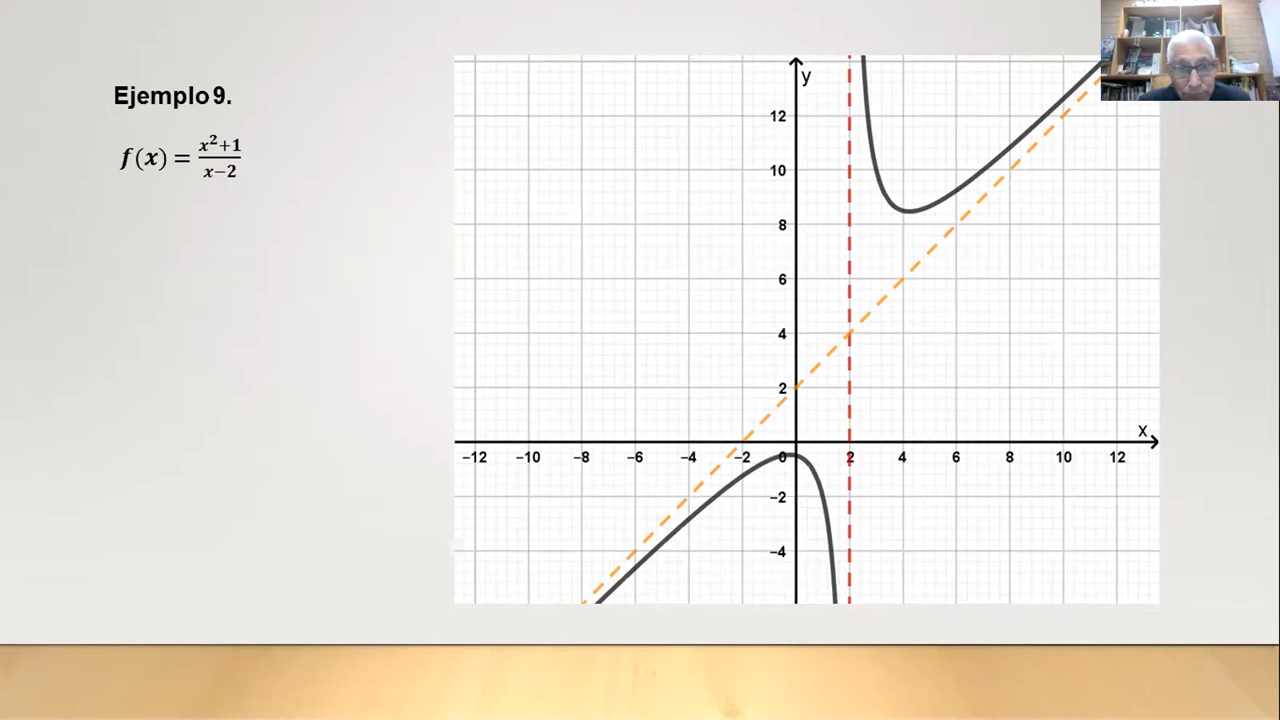 Ejemplo 9.
f(x) = x²+1
x−2
y
12
10
8
6
4
2
x
−12 −10 −8 −6 −4 −2 0 2 4 6 8 10 12
−2
−4